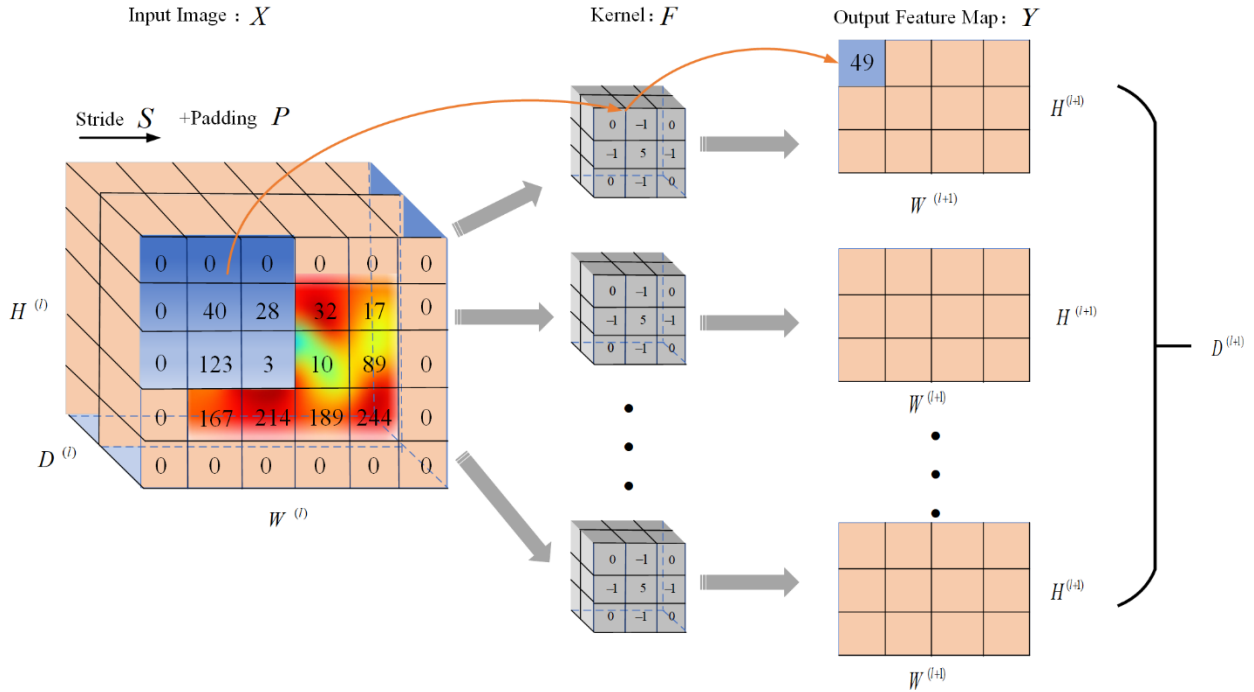 Input Image : X
Kernel: F
Output Feature Map: Y
Stride S +Padding P
49
H (l+1)
W (l+1)
0 -1 0
-1 5 -1
0 -1 0
0 0 0 0 0 0
0 40 28 32 17 0
0 123 3 10 89 0
167 214 189 244 0
0 0 0 0 0 0
H (l)
D (l)
W (l)
0 -1 0
-1 5 -1
0 -1 0
H (l+1)
W (l+1)
D (l+1)
0 -1 0
-1 5 -1
0 -1 0
H (l+1)
W (l+1)